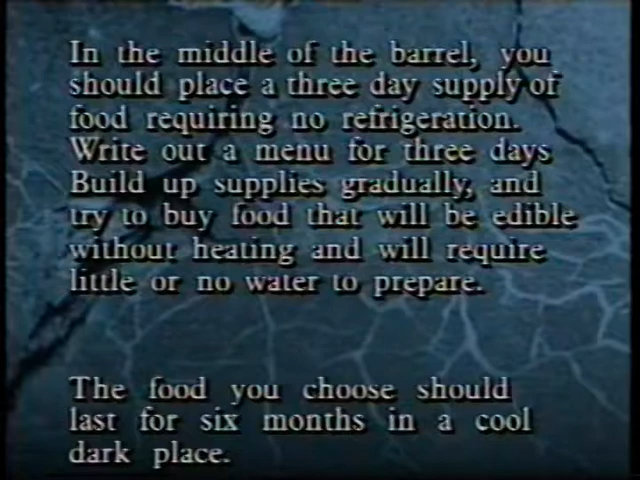 In the middle of the barrel, you
should place a three day supply of
food requiring no refrigeration.
Write out a menu for three days
Build up supplies gradually, and
try to buy food that will be edible
without heating and will require
little or no water to prepare.
The food you choose should
last for six months in a cool
dark place.